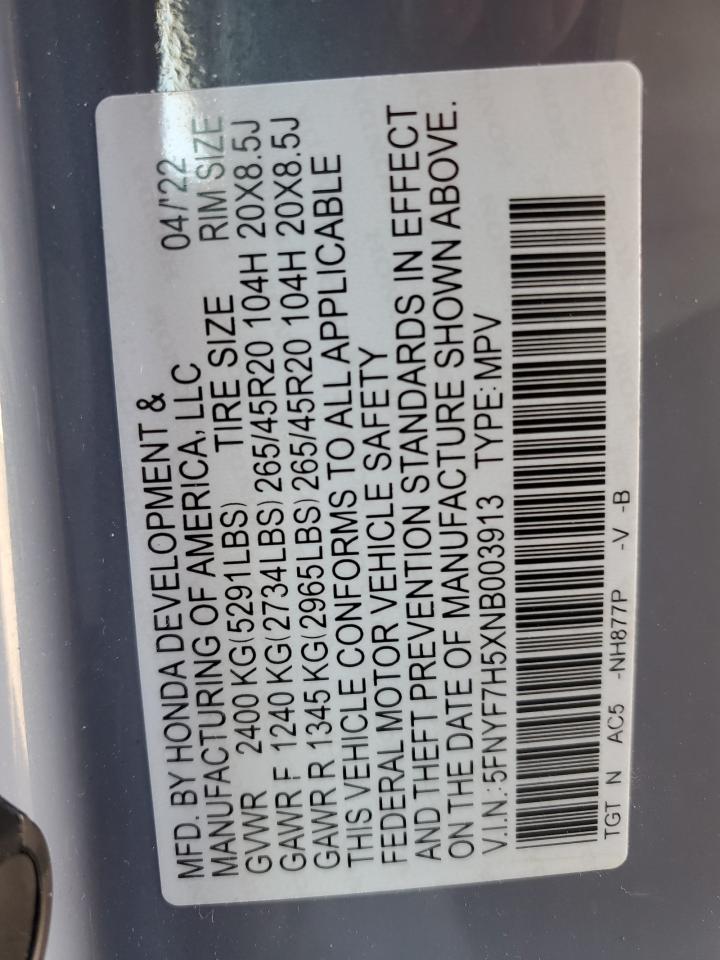 MFD. BY HONDA DEVELOPMENT &
MANUFACTURING OF AMERICA, LLC 04/'22
GVWR 2400 KG(5291LBS) TIRE SIZE RIM SIZE
GAWR F 1240 KG(2734LBS) 265/45R20 104H 20X8.5J
GAWR R 1345 KG(2965LBS) 265/45R20 104H 20X8.5J
THIS VEHICLE CONFORMS TO ALL APPLICABLE
FEDERAL MOTOR VEHICLE SAFETY
AND THEFT PREVENTION STANDARDS IN EFFECT
ON THE DATE OF MANUFACTURE SHOWN ABOVE.
V.I.N.:5FNYF7H5XNB003913 TYPE: MPV
TGT N AC5 -NH877P -V -B